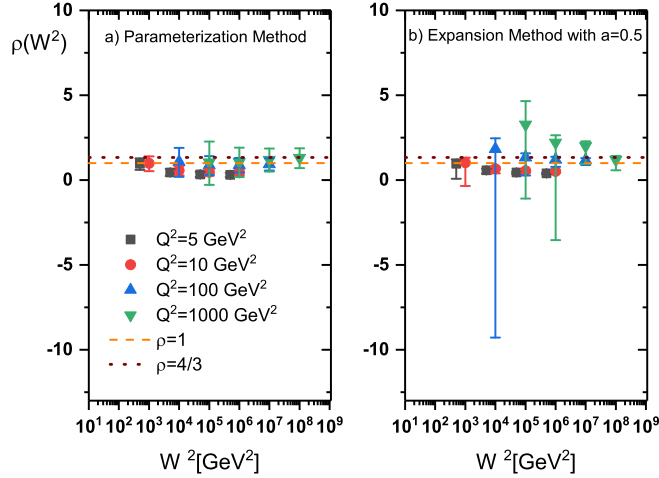 ρ(W²)
10
5
0
-5
-10
a) Parameterization Method
Q²=5 GeV²
Q²=10 GeV²
Q²=100 GeV²
Q²=1000 GeV²
ρ=1
ρ=4/3
10¹ 10² 10³ 10⁴ 10⁵ 10⁶ 10⁷ 10⁸ 10⁹
W ²[GeV²]
10
5
0
-5
-10
b) Expansion Method with a=0.5
10¹ 10² 10³ 10⁴ 10⁵ 10⁶ 10⁷ 10⁸ 10⁹
W ²[GeV²]